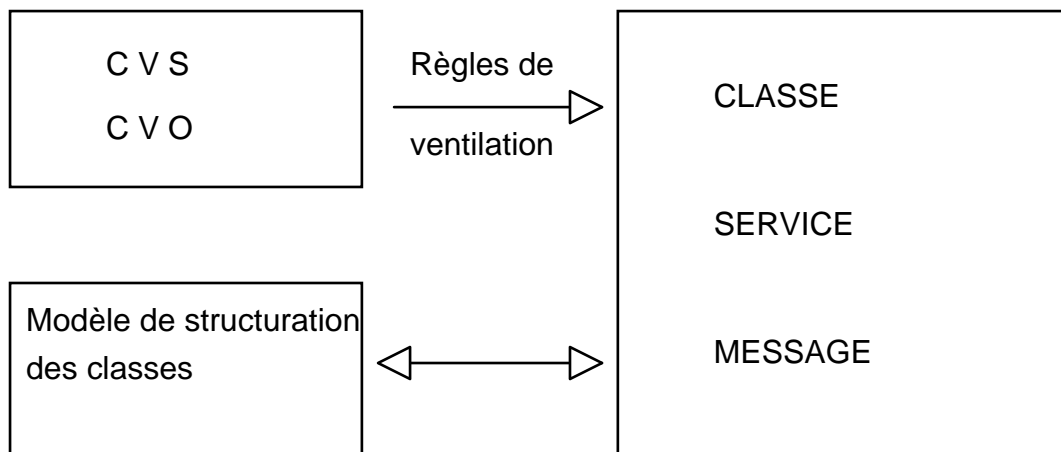 C V S
C V O
Règles de
ventilation
CLASSE
SERVICE
MESSAGE
Modèle de structuration
des classes